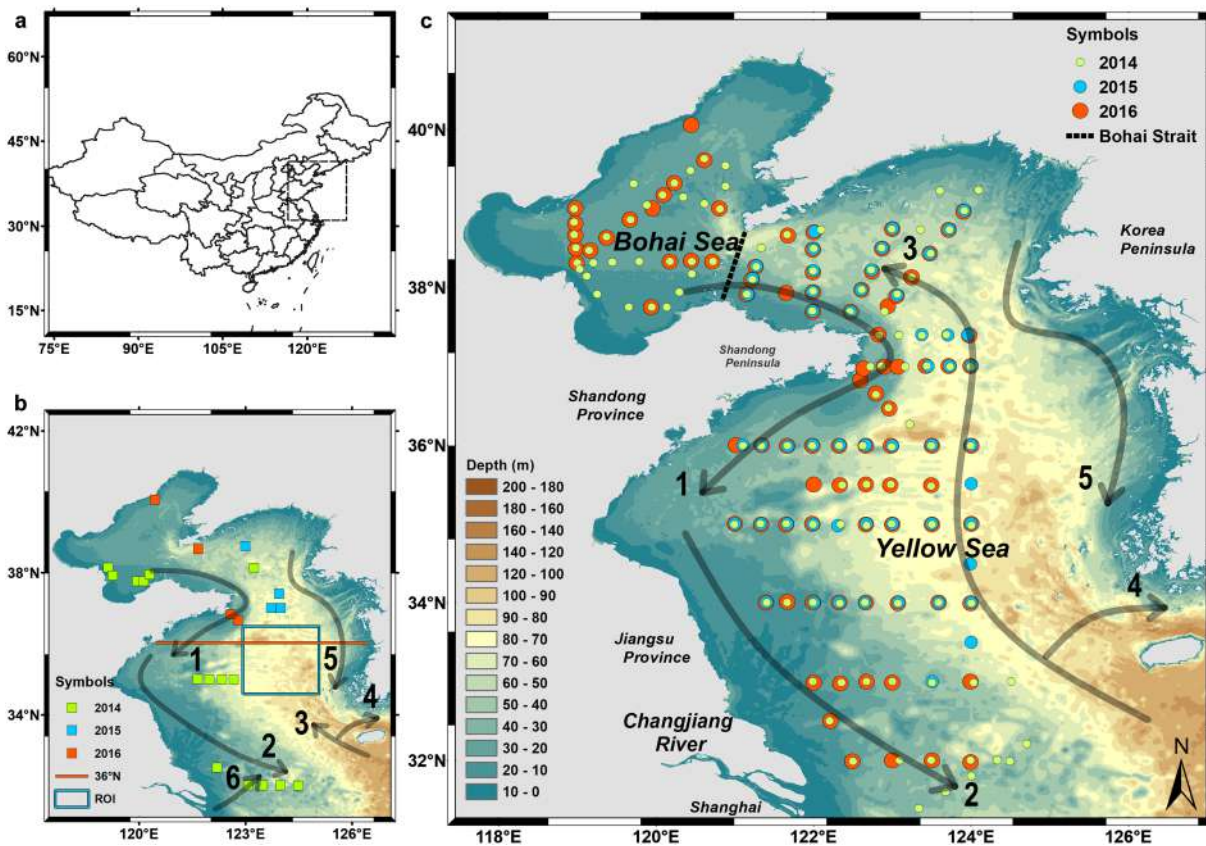 a
60°N
45°N
30°N
15°N
75°E
90°E
105°E
120°E
b
42°N
38°N
34°N
1
5
4
3
2
6
Symbols
2014
2015
2016
36°N
ROI
120°E
123°E
126°E
c
Symbols
2014
2015
2016
Bohai Strait
40°N
38°N
36°N
34°N
32°N
Bohai Sea
Korea
Peninsula
3
Shandong
Peninsula
Shandong
Province
1
5
Yellow Sea
4
Jiangsu
Province
Changjiang
River
2
Shanghai
N
Depth (m)
200 - 180
180 - 160
160 - 140
140 - 120
120 - 100
100 - 90
90 - 80
80 - 70
70 - 60
60 - 50
50 - 40
40 - 30
30 - 20
20 - 10
10 - 0
118°E
120°E
122°E
124°E
126°E